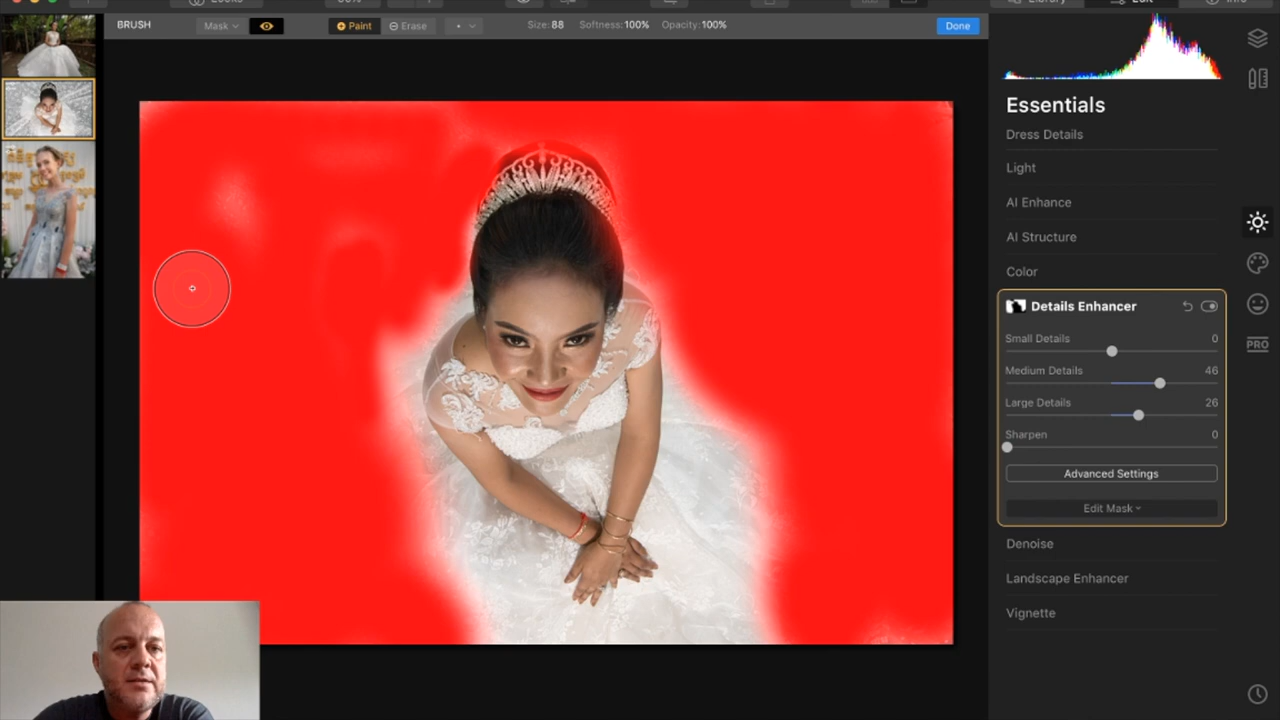 BRUSH
Mask
Paint
Erase
Size: 88 Softness: 100% Opacity: 100%
Done
Essentials
Dress Details
Light
AI Enhance
AI Structure
Color
Details Enhancer
Small Details 0
Medium Details 46
Large Details 26
Sharpen 0
Advanced Settings
Edit Mask
Denoise
Landscape Enhancer
Vignette
PRO